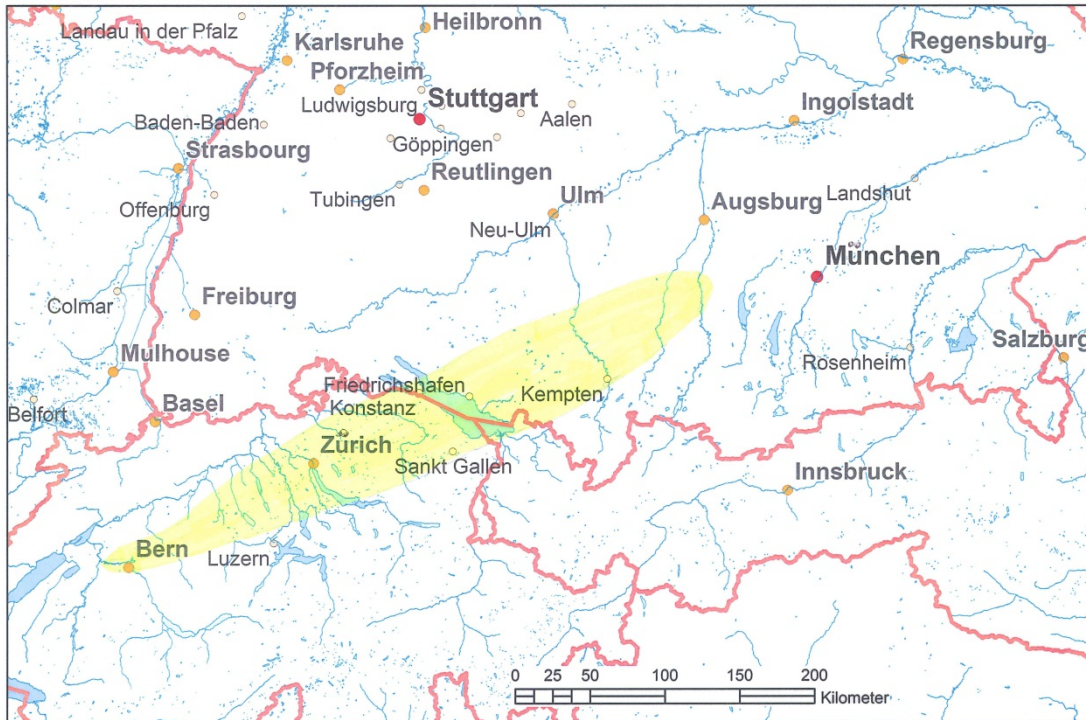 Landau in der Pfalz
Heilbronn
Karlsruhe
Regensburg
Pforzheim
Ludwigsburg
Stuttgart
Ingolstadt
Baden-Baden
Aalen
Göppingen
Strasbourg
Reutlingen
Landshut
Offenburg
Tubingen
Ulm
Augsburg
Neu-Ulm
München
Colmar
Freiburg
Salzburg
Mulhouse
Rosenheim
Friedrichshafen
Kempten
Belfort
Basel
Konstanz
Zürich
Sankt Gallen
Innsbruck
Bern
Luzern
0 25 50 100 150 200
Kilometer